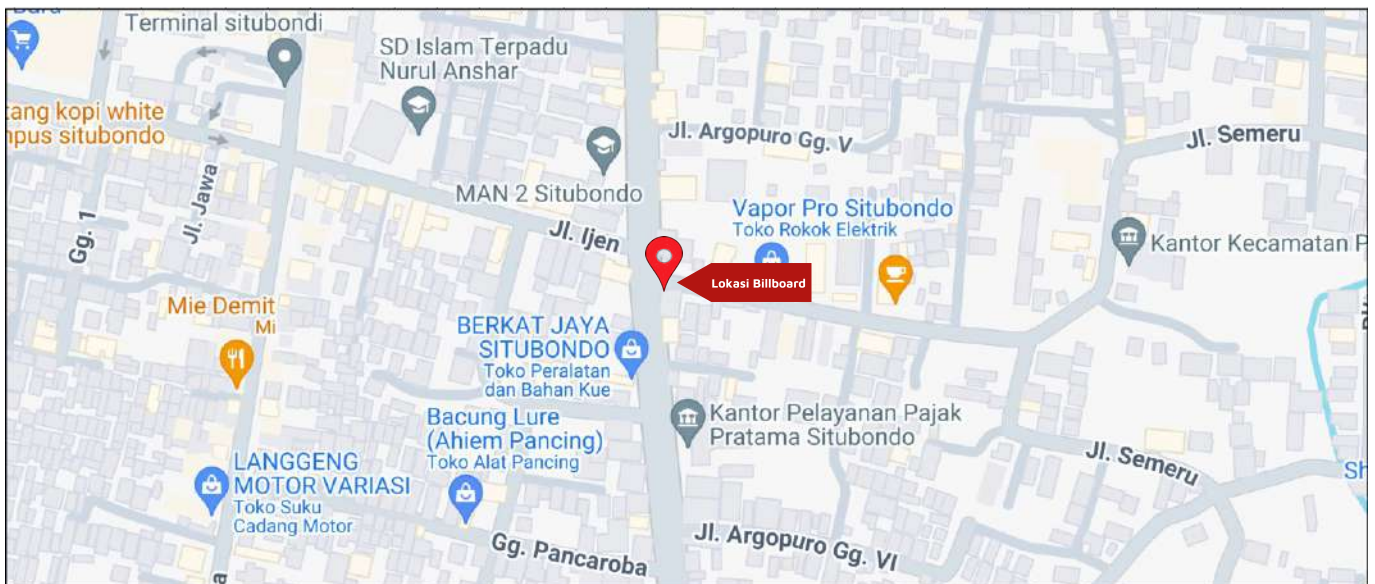 Baru
Terminal situbondi
SD Islam Terpadu
Nurul Anshar
kopi white
situbondo
Jl. Argopuro Gg. V
Jl. Semeru
MAN 2 Situbondo
Jl. Jawa
Gg. 1
Jl. Ijen
Vapor Pro Situbondo
Toko Rokok Elektrik
Kantor Kecamatan P
Lokasi Billboard
Mie Demit
Mi
BERKAT JAYA
SITUBONDO
Toko Peralatan
dan Bahan Kue
Bacung Lure
(Ahiem Pancing)
Toko Alat Pancing
Kantor Pelayanan Pajak
Pratama Situbondo
Jl. Semeru
LANGGENG
MOTOR VARIASI
Toko Suku
Cadang Motor
Sh
Gg. Pancaroba
Jl. Argopuro Gg. VI